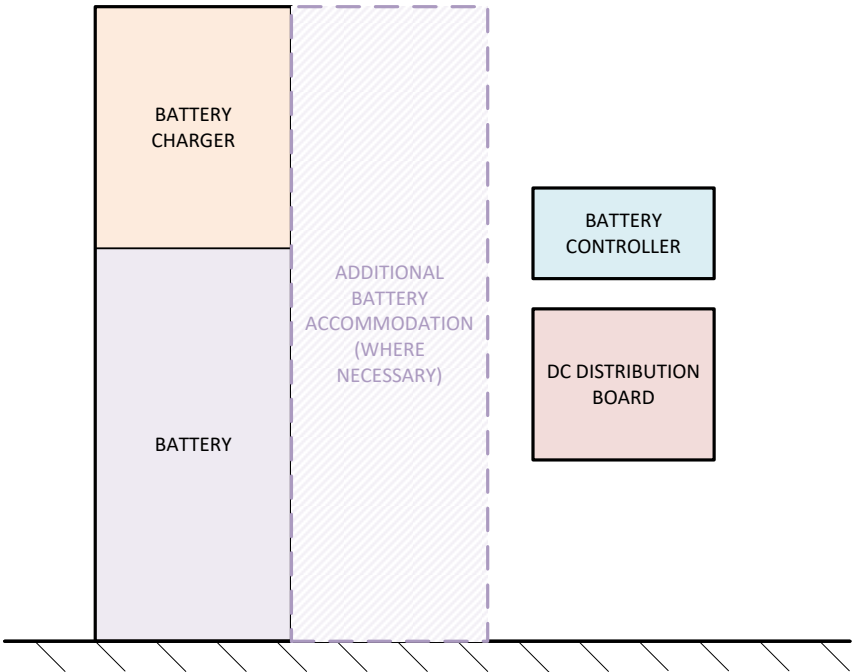 BATTERY
CHARGER
ADDITIONAL
BATTERY
ACCOMMODATION
(WHERE
NECESSARY)
BATTERY
CONTROLLER
DC DISTRIBUTION
BOARD
BATTERY